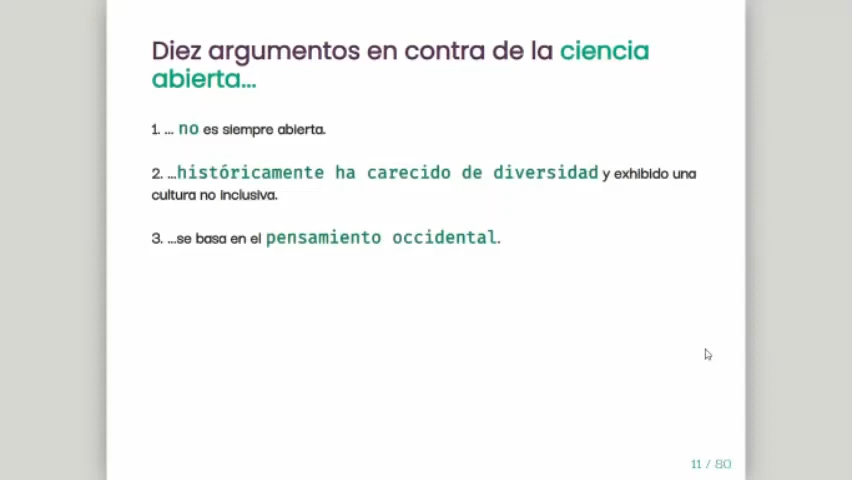 Diez argumentos en contra de la ciencia
abierta...
1. ... no es siempre abierta.
2. ...históricamente ha carecido de diversidad y exhibido una
cultura no inclusiva.
3. ...se basa en el pensamiento occidental.
11 / 80